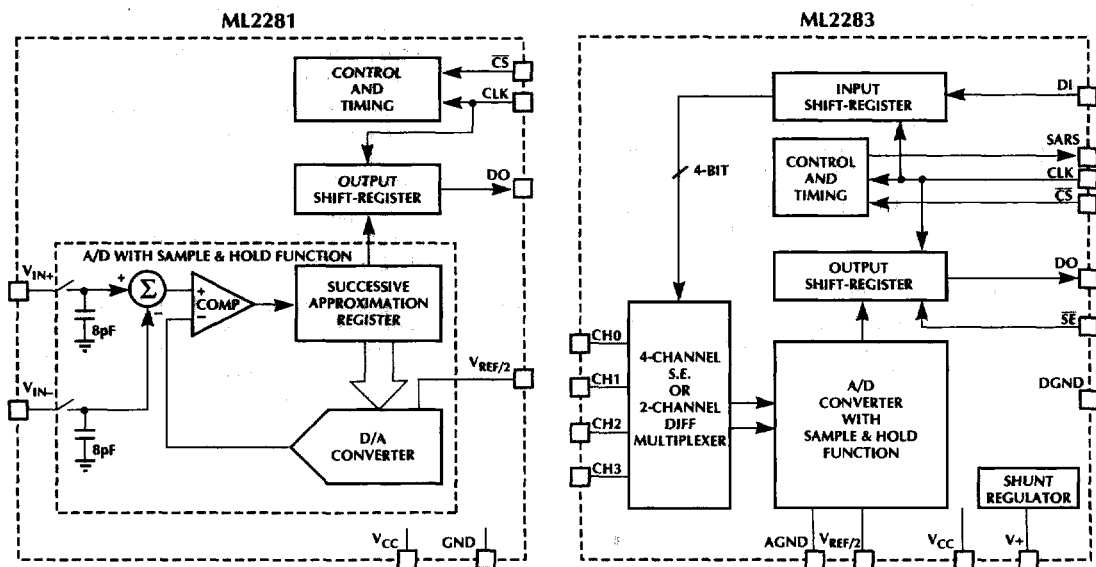 ML2281
CONTROL
AND
TIMING
CS
CLK
OUTPUT
SHIFT-REGISTER
DO
A/D WITH SAMPLE & HOLD FUNCTION
VIN+
+
Σ
−
8pF
+
COMP
−
SUCCESSIVE
APPROXIMATION
REGISTER
VREF/2
VIN−
8pF
D/A
CONVERTER
VCC
GND
ML2283
INPUT
SHIFT-REGISTER
DI
4-BIT
CONTROL
AND
TIMING
SARS
CLK
CS
OUTPUT
SHIFT-REGISTER
DO
SE
CH0
CH1
CH2
CH3
4-CHANNEL
S.E.
OR
2-CHANNEL
DIFF
MULTIPLEXER
A/D
CONVERTER
WITH
SAMPLE & HOLD
FUNCTION
DGND
SHUNT
REGULATOR
AGND
VREF/2
VCC
V+